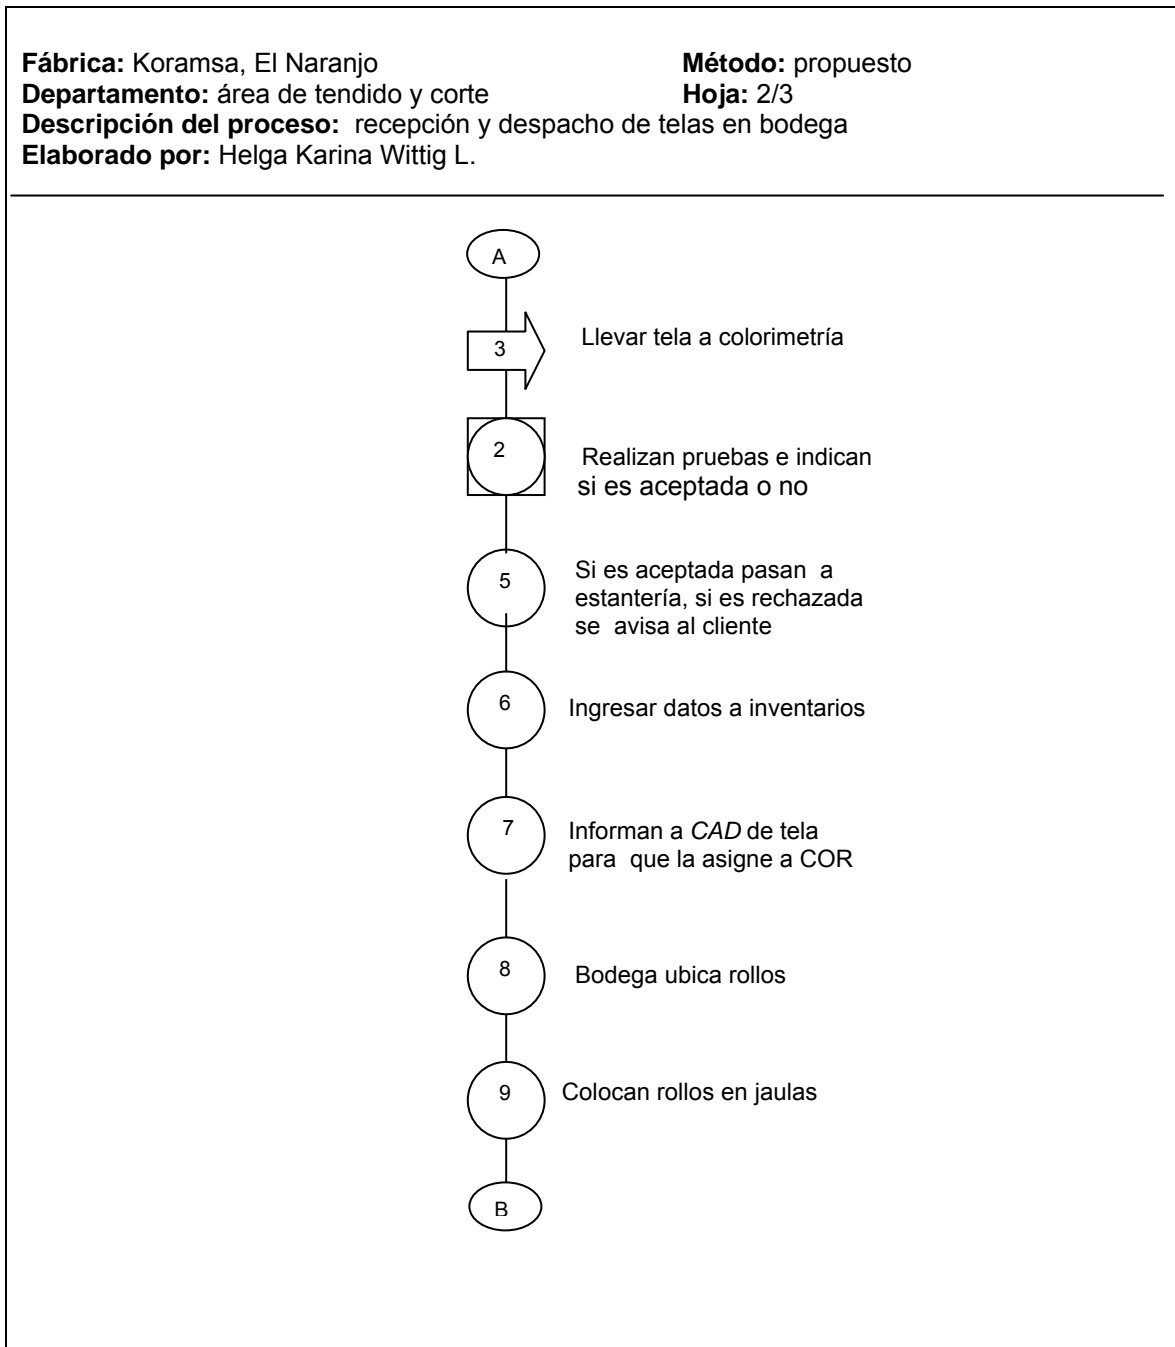 Fábrica: Koramsa, El Naranjo Método: propuesto
Departamento: área de tendido y corte Hoja: 2/3
Descripción del proceso: recepción y despacho de telas en bodega
Elaborado por: Helga Karina Wittig L.
A
3 Llevar tela a colorimetría
2 Realizan pruebas e indican
si es aceptada o no
5 Si es aceptada pasan a
estantería, si es rechazada
se avisa al cliente
6 Ingresar datos a inventarios
7 Informan a CAD de tela
para que la asigne a COR
8 Bodega ubica rollos
9 Colocan rollos en jaulas
B